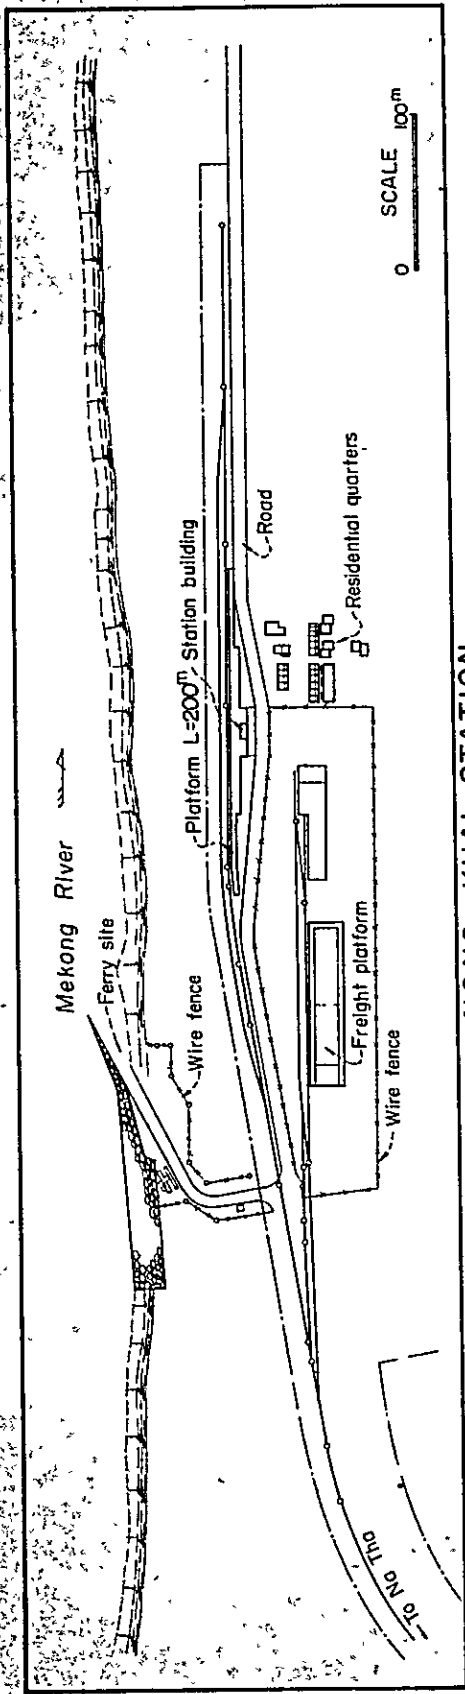 Mekong River
Ferry site
Wire fence
Platform L=200m
Station building
Road
Residential quarters
Freight platform
Wire fence
To Na Tha
SCALE
0 100m